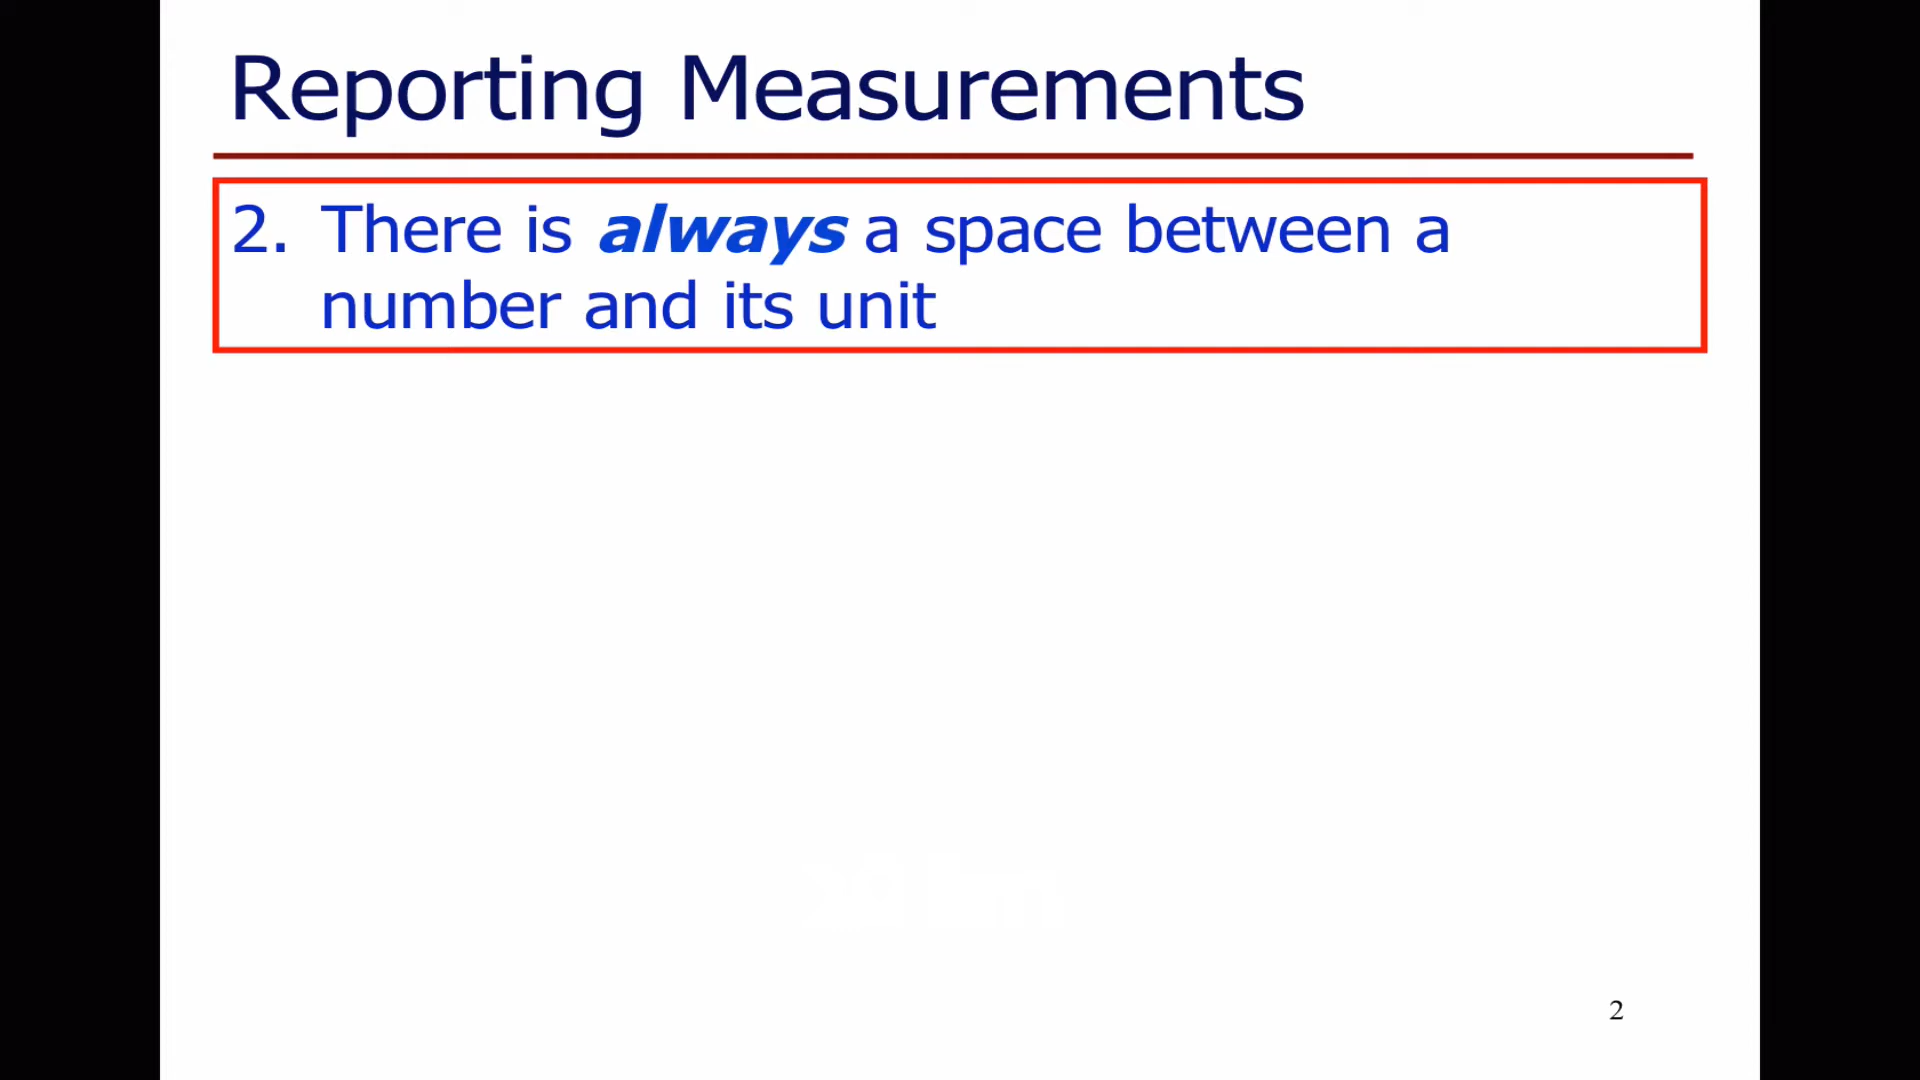 Reporting Measurements
2. There is always a space between a
number and its unit
2